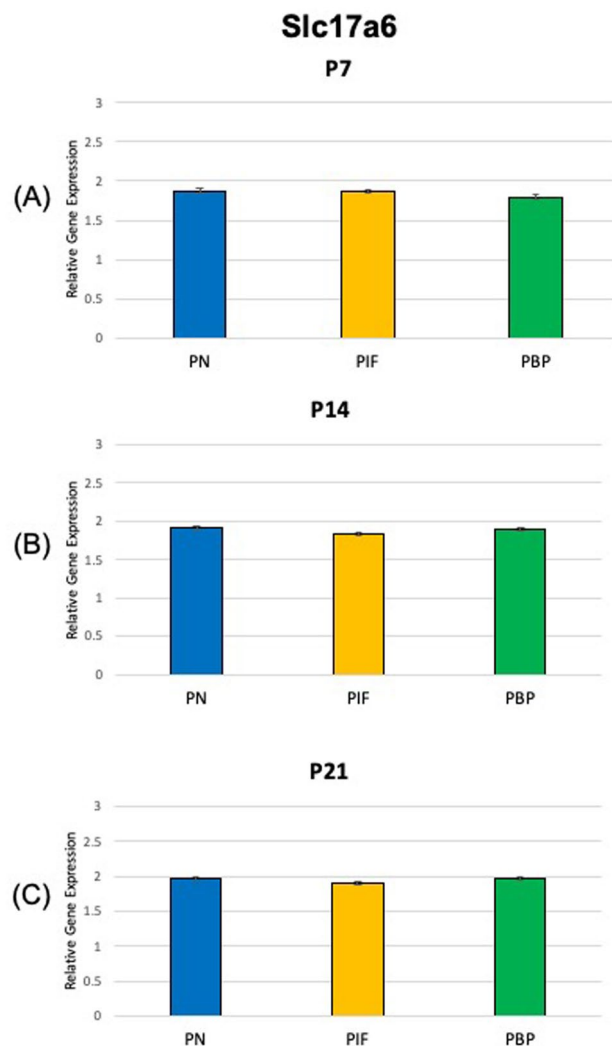 Slc17a6
P7
(A)
Relative Gene Expression
3
2.5
2
1.5
1
0.5
0
PN PIF PBP
P14
(B)
Relative Gene Expression
3
2.5
2
1.5
1
0.5
0
PN PIF PBP
P21
(C)
Relative Gene Expression
3
2.5
2
1.5
1
0.5
0
PN PIF PBP